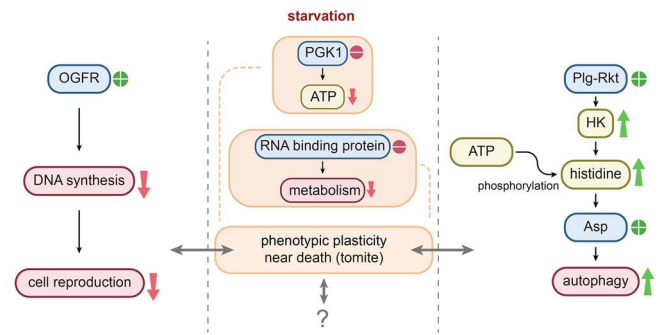 starvation
OGFR
DNA synthesis
cell reproduction
PGK1
ATP
RNA binding protein
metabolism
phenotypic plasticity
near death (tomite)
?
Plg-Rkt
HK
ATP
phosphorylation
histidine
Asp
autophagy